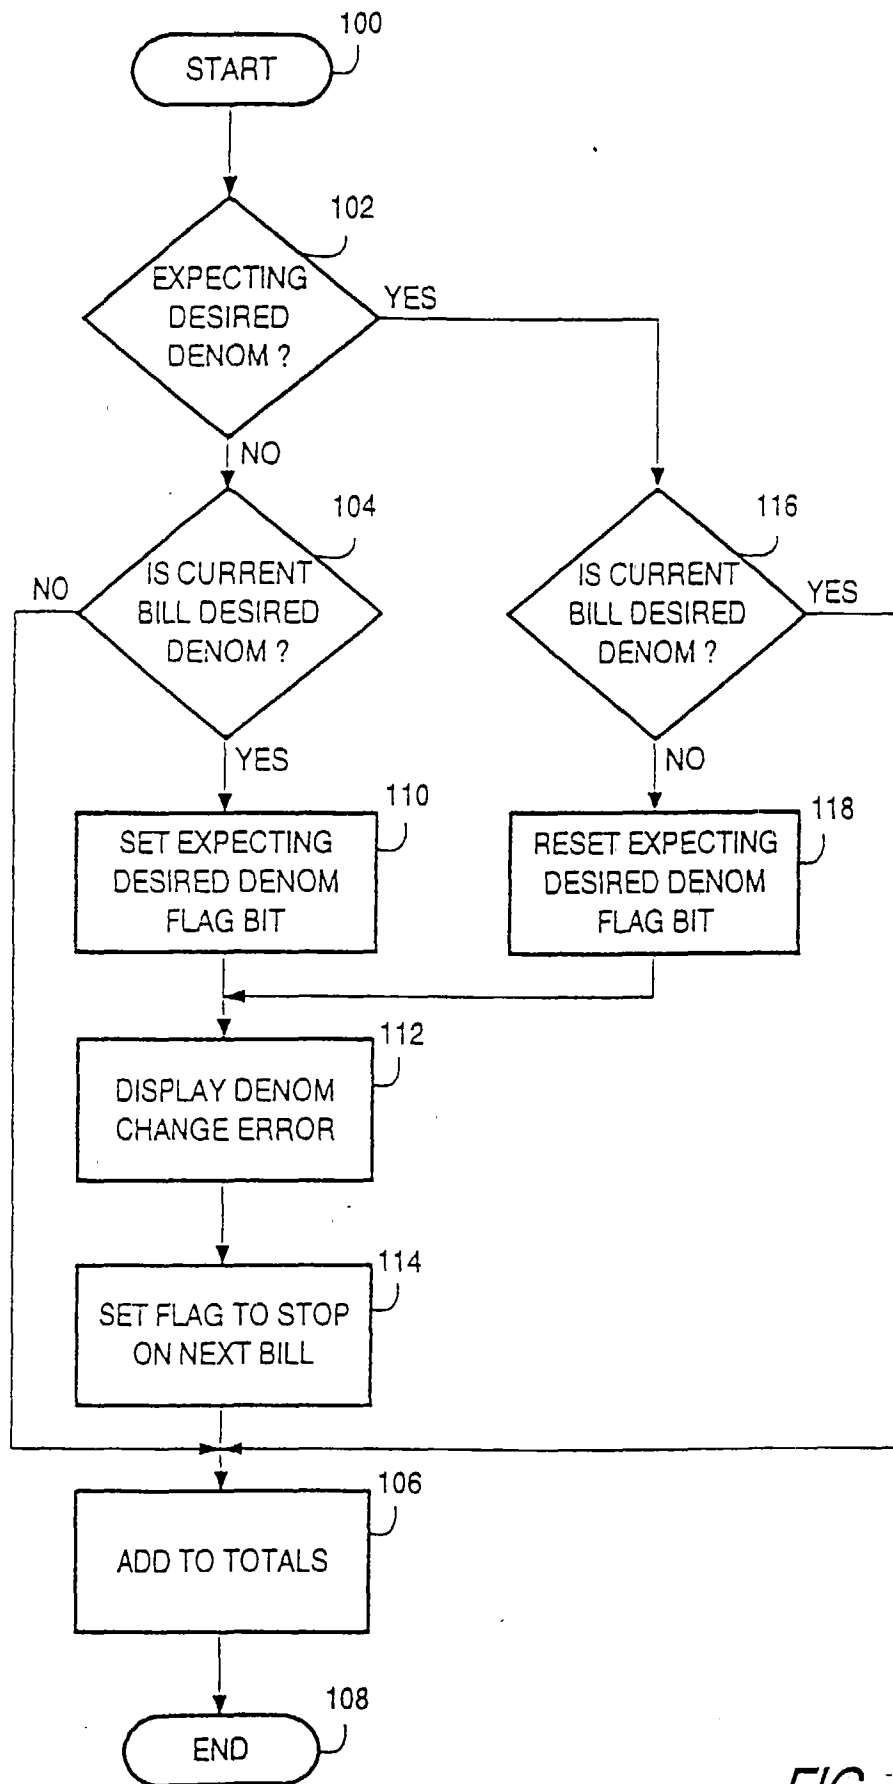 100
START
102
EXPECTING
DESIRED
DENOM ?
YES
NO
104
IS CURRENT
BILL DESIRED
DENOM ?
NO
YES
116
IS CURRENT
BILL DESIRED
DENOM ?
YES
NO
110
SET EXPECTING
DESIRED DENOM
FLAG BIT
118
RESET EXPECTING
DESIRED DENOM
FLAG BIT
112
DISPLAY DENOM
CHANGE ERROR
114
SET FLAG TO STOP
ON NEXT BILL
106
ADD TO TOTALS
108
END
FIG.